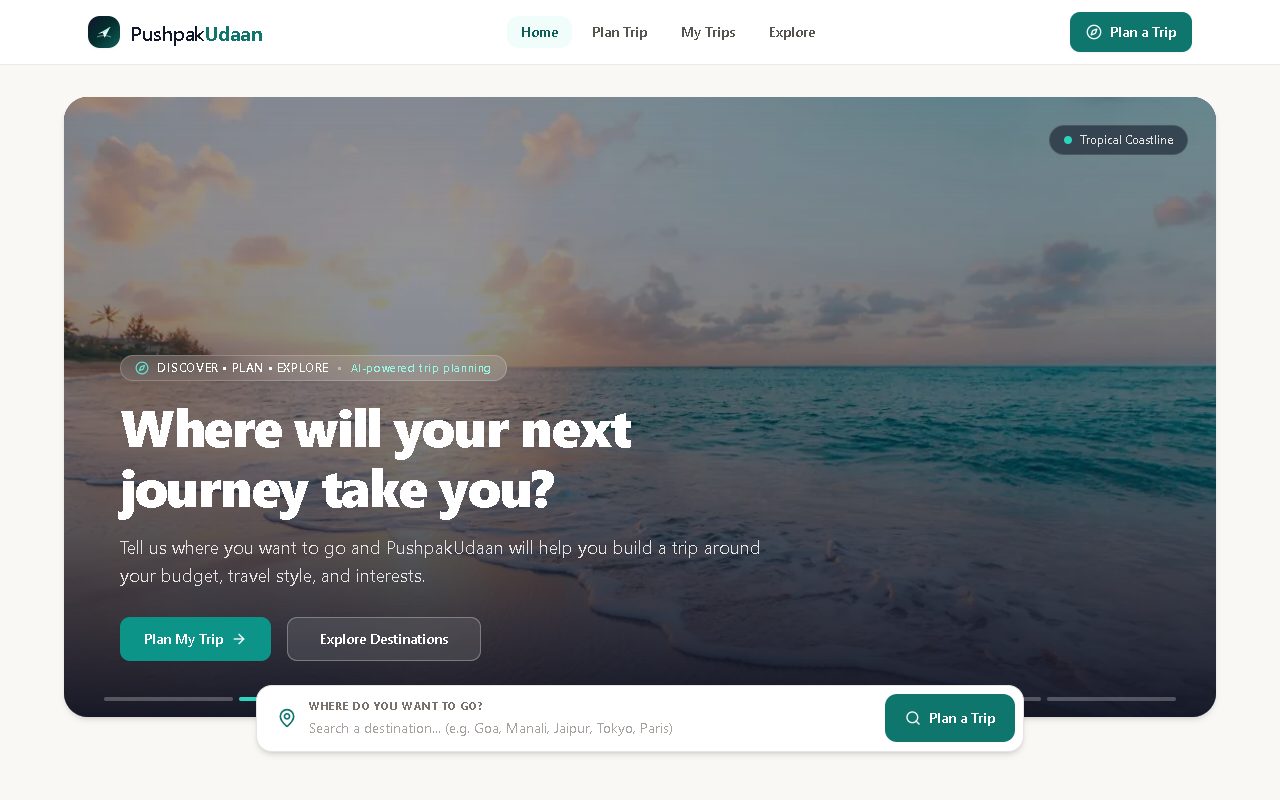 PushpakUdaan
Home
Plan Trip
My Trips
Explore
Plan a Trip
Tropical Coastline
DISCOVER • PLAN • EXPLORE • AI-powered trip planning
Where will your next
journey take you?
Tell us where you want to go and PushpakUdaan will help you build a trip around
your budget, travel style, and interests.
Plan My Trip →
Explore Destinations
WHERE DO YOU WANT TO GO?
Search a destination... (e.g. Goa, Manali, Jaipur, Tokyo, Paris)
Plan a Trip